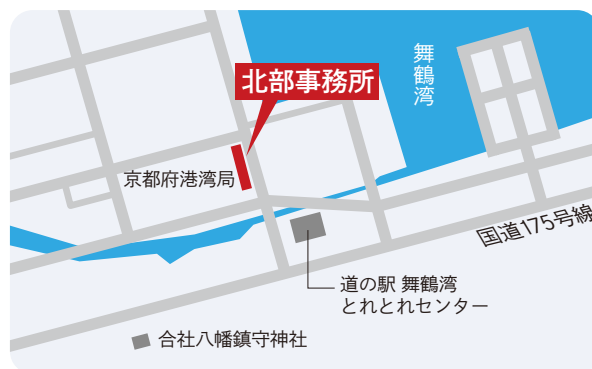 北部事務所
舞鶴湾
京都府港湾局
国道175号線
道の駅 舞鶴湾
とれとれセンター
合社八幡鎮守神社